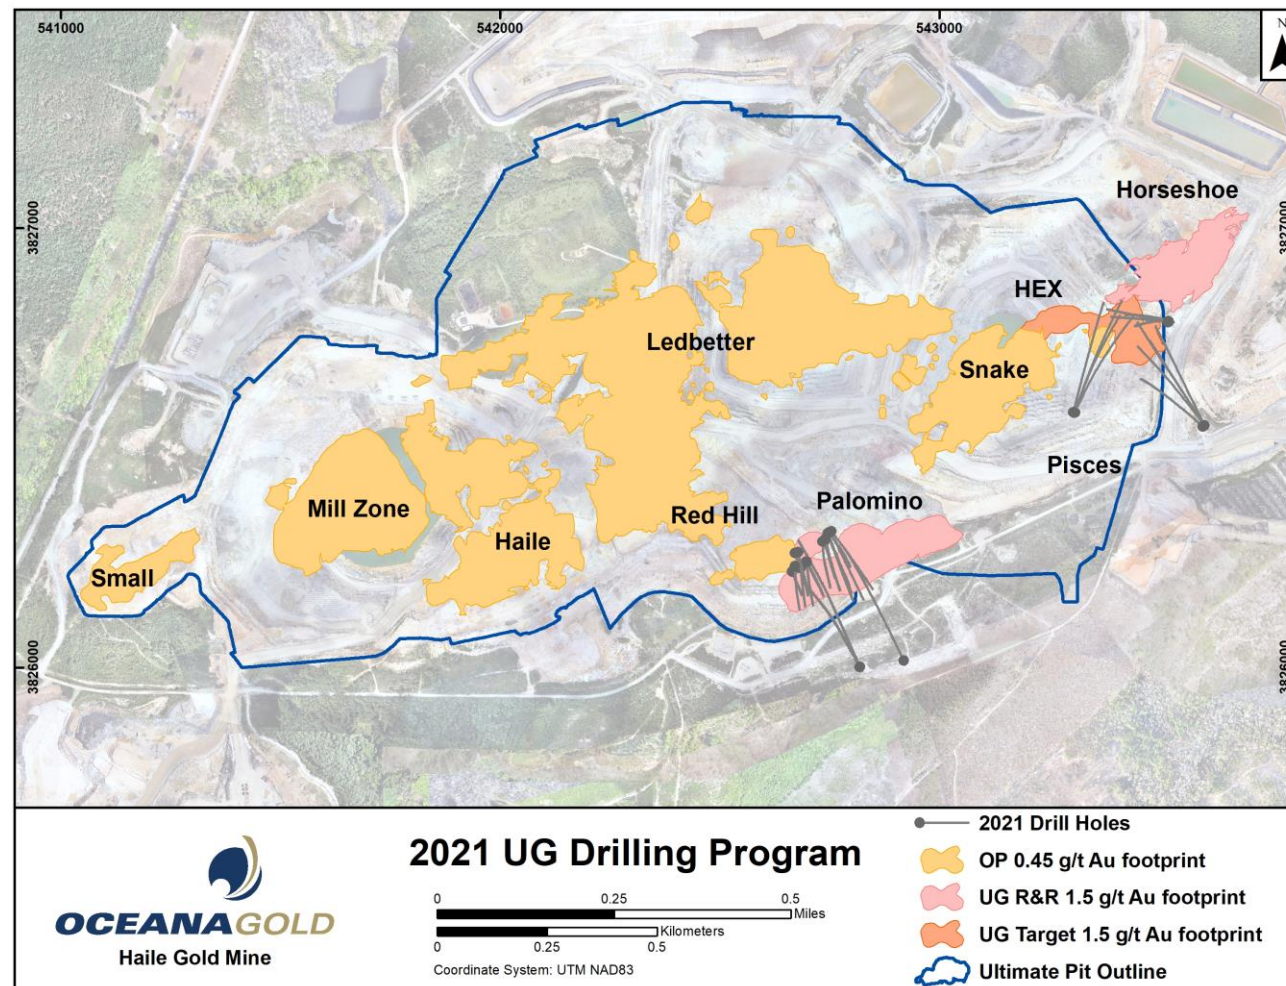 541000
542000
543000
N
3827000
3827000
Horseshoe
HEX
Ledbetter
Snake
Pisces
Palomino
Red Hill
Mill Zone
Haile
Small
3826000
3826000
OCEANAGOLD
Haile Gold Mine
2021 UG Drilling Program
0 0.25 0.5
Miles
Kilometers
0 0.25 0.5
Coordinate System: UTM NAD83
2021 Drill Holes
OP 0.45 g/t Au footprint
UG R&R 1.5 g/t Au footprint
UG Target 1.5 g/t Au footprint
Ultimate Pit Outline